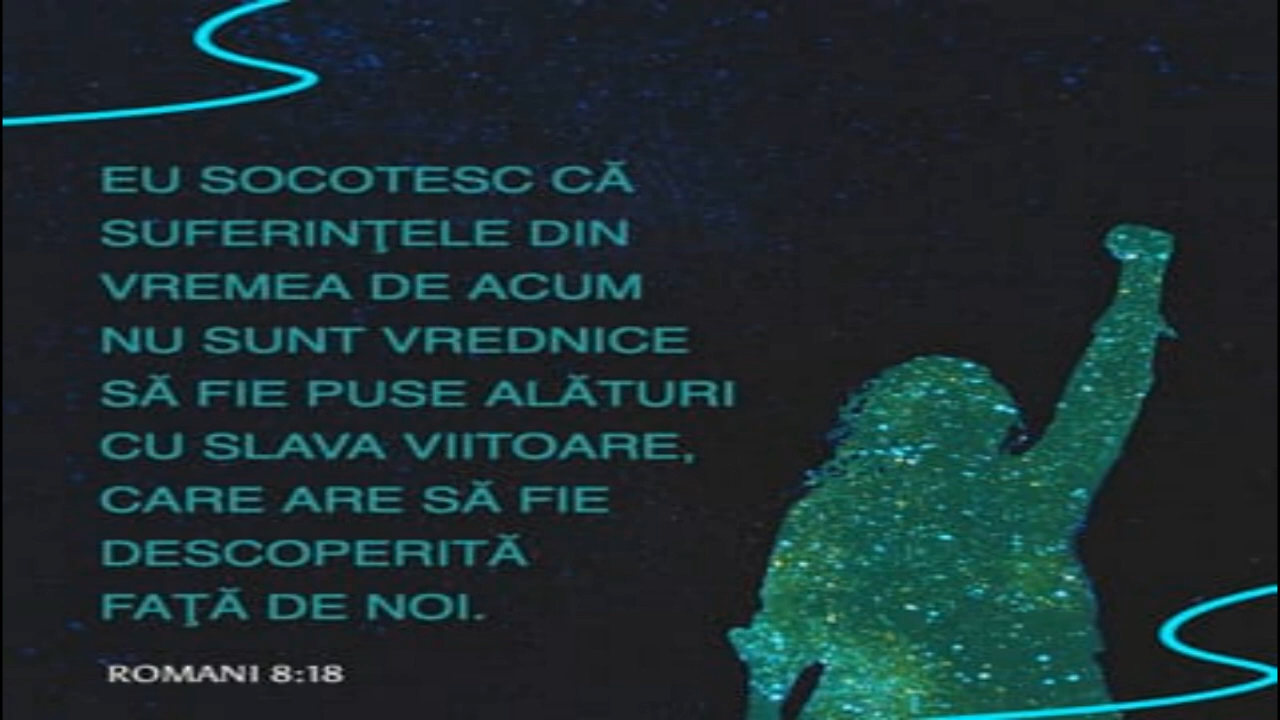 EU SOCOTESC CĂ
SUFERINŢELE DIN
VREMEA DE ACUM
NU SUNT VREDNICE
SĂ FIE PUSE ALĂTURI
CU SLAVA VIITOARE,
CARE ARE SĂ FIE
DESCOPERITĂ
FAŢĂ DE NOI.
ROMANI 8:18